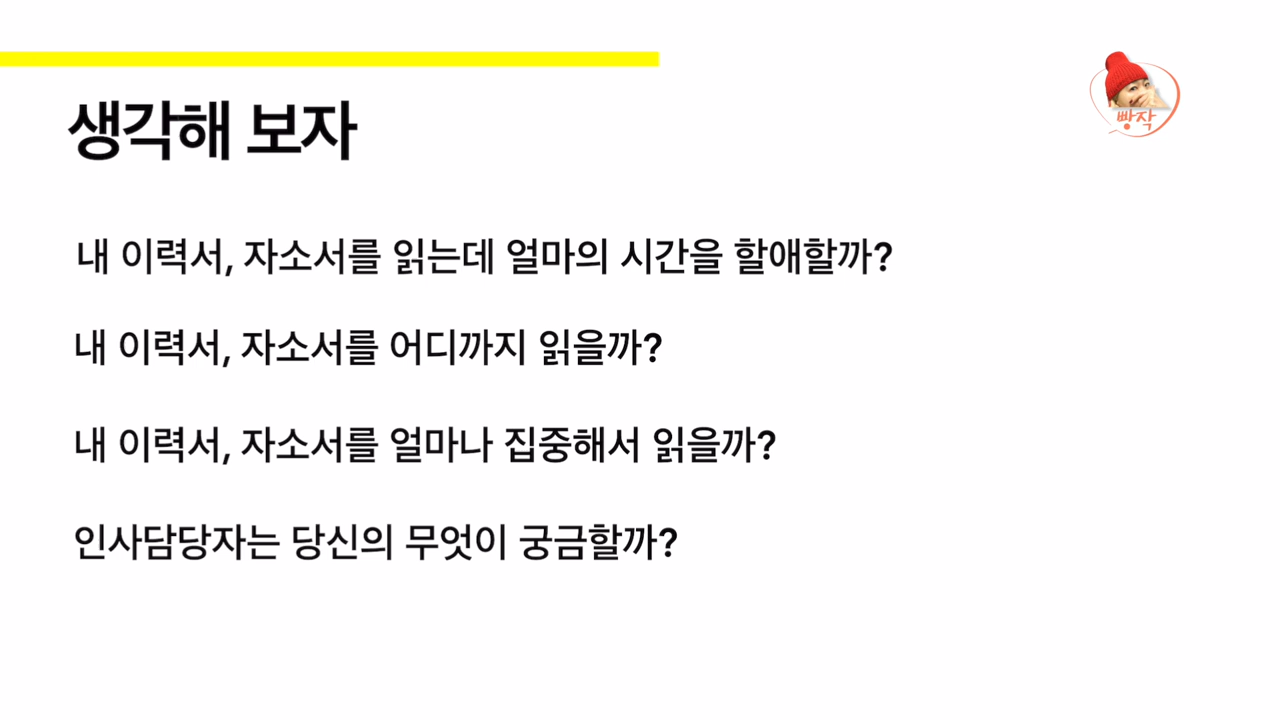 생각해 보자
빵작
내 이력서, 자소서를 읽는데 얼마의 시간을 할애할까?
내 이력서, 자소서를 어디까지 읽을까?
내 이력서, 자소서를 얼마나 집중해서 읽을까?
인사담당자는 당신의 무엇이 궁금할까?